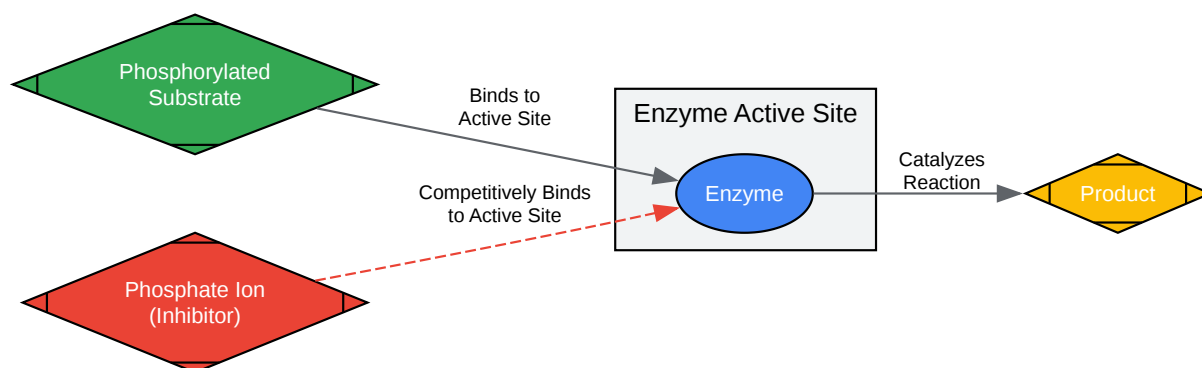 Phosphorylated
Substrate
Binds to
Active Site
Enzyme Active Site
Enzyme
Catalyzes
Reaction
Product
Competitively Binds
to Active Site
Phosphate Ion
(Inhibitor)